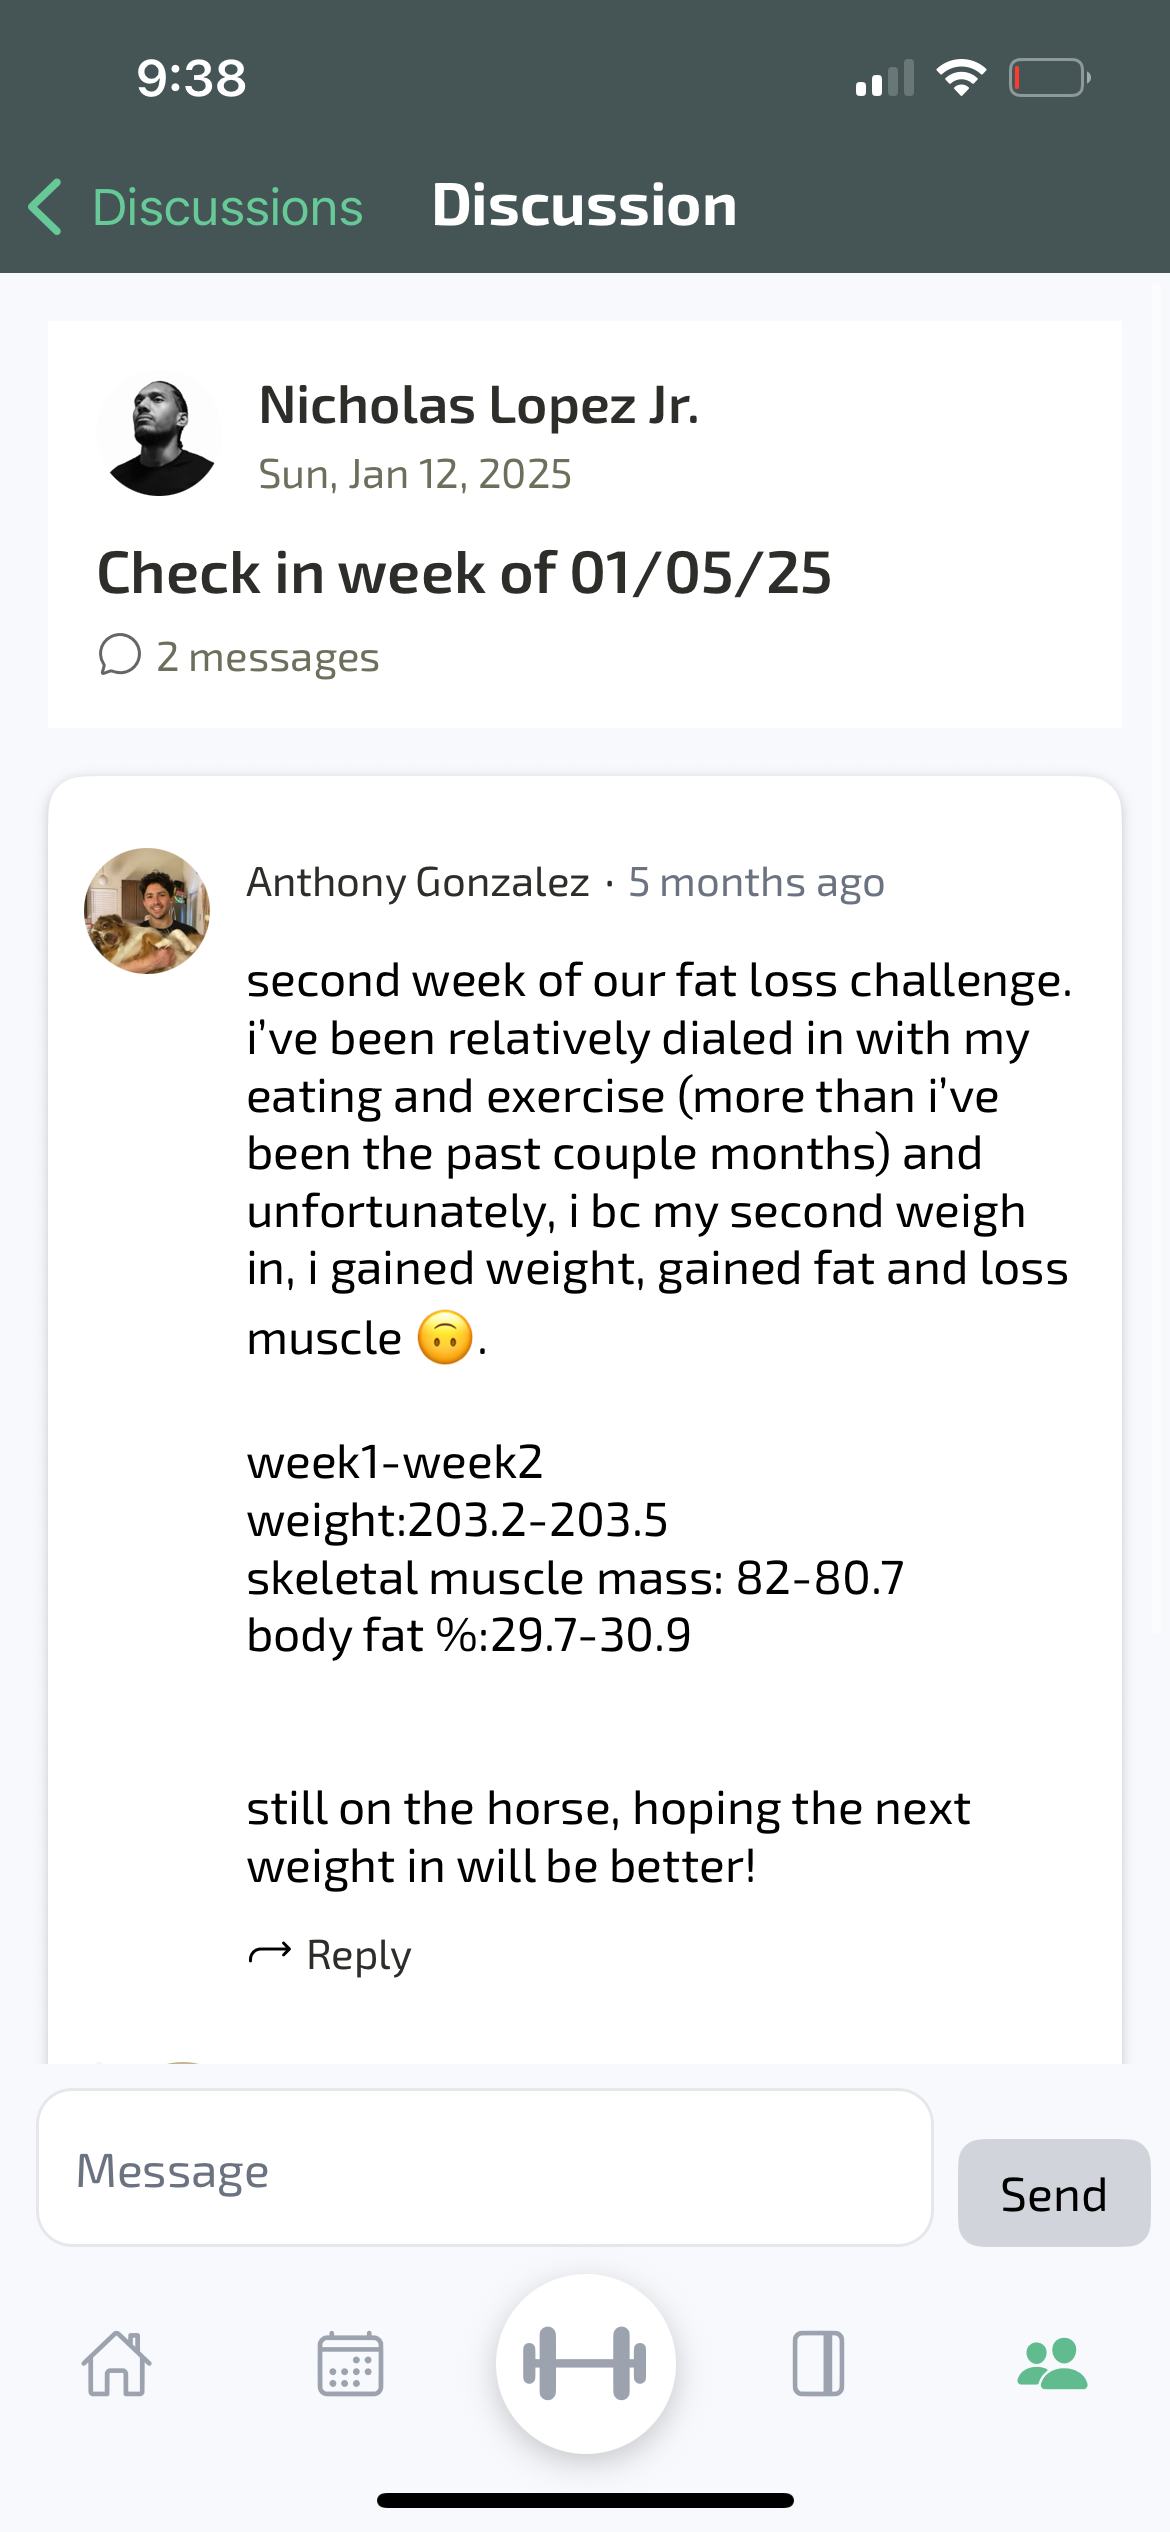 9:38
Discussions
Discussion
Nicholas Lopez Jr.
Sun, Jan 12, 2025
Check in week of 01/05/25
2 messages
Anthony Gonzalez · 5 months ago
second week of our fat loss challenge.
i've been relatively dialed in with my
eating and exercise (more than i've
been the past couple months) and
unfortunately, i bc my second weigh
in, i gained weight, gained fat and loss
muscle 🙃.
week1-week2
weight:203.2-203.5
skeletal muscle mass: 82-80.7
body fat %:29.7-30.9
still on the horse, hoping the next
weight in will be better!
Reply
Message
Send